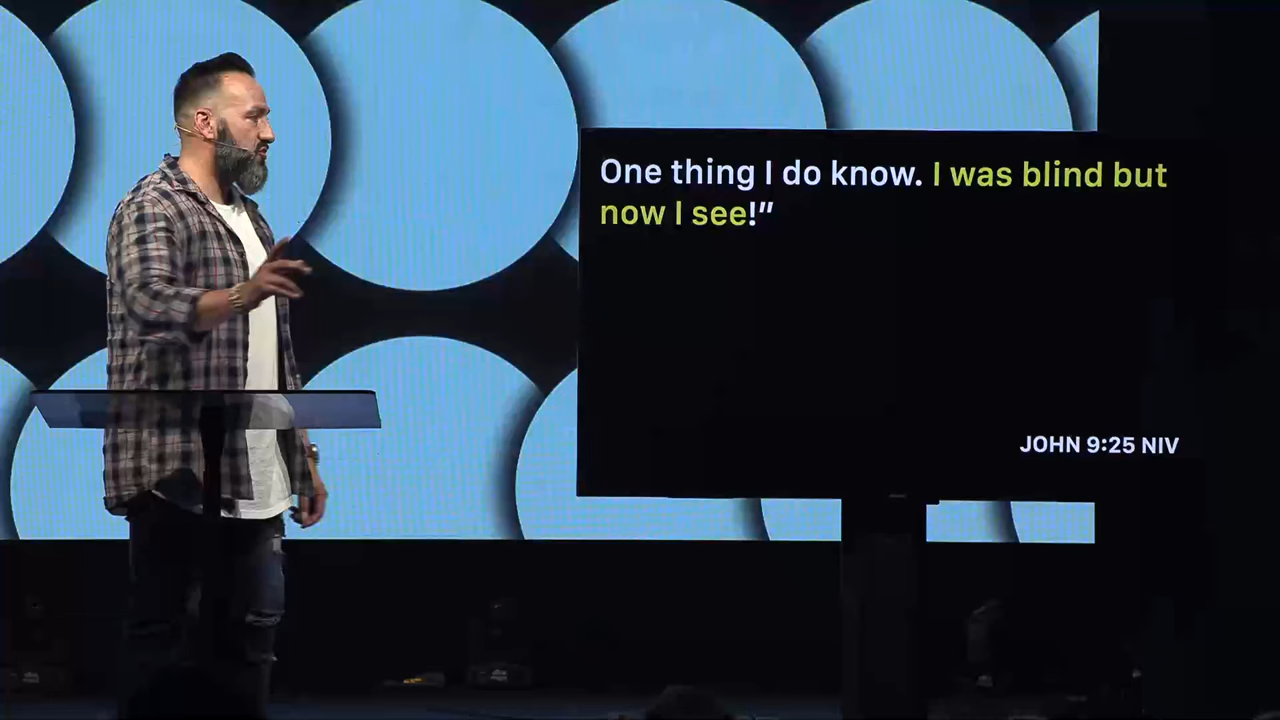 One thing I do know. I was blind but
now I see!”
JOHN 9:25 NIV